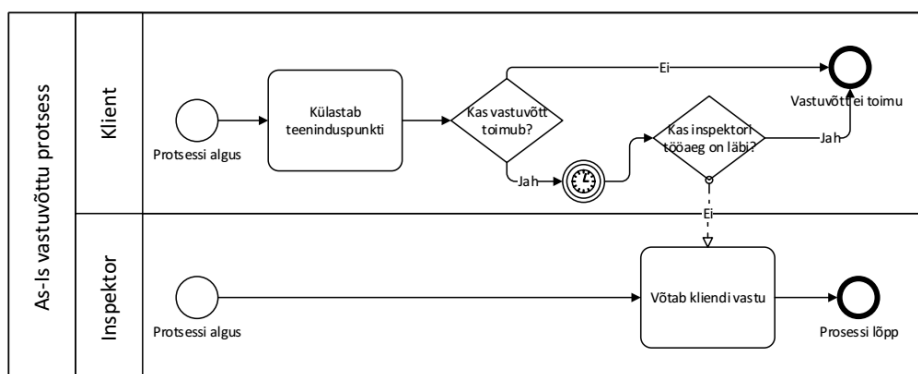 As-Is vastuvõttu protsess
Klient
Protsessi algus
Külastab
teeninduspunkti
Kas vastuvõtt
toimub?
Ei
Jah
Kas inspektori
tööaeg on läbi?
Jah
Vastuvõtt ei toimu
Ei
Inspektor
Protsessi algus
Võtab kliendi vastu
Prosessi lõpp